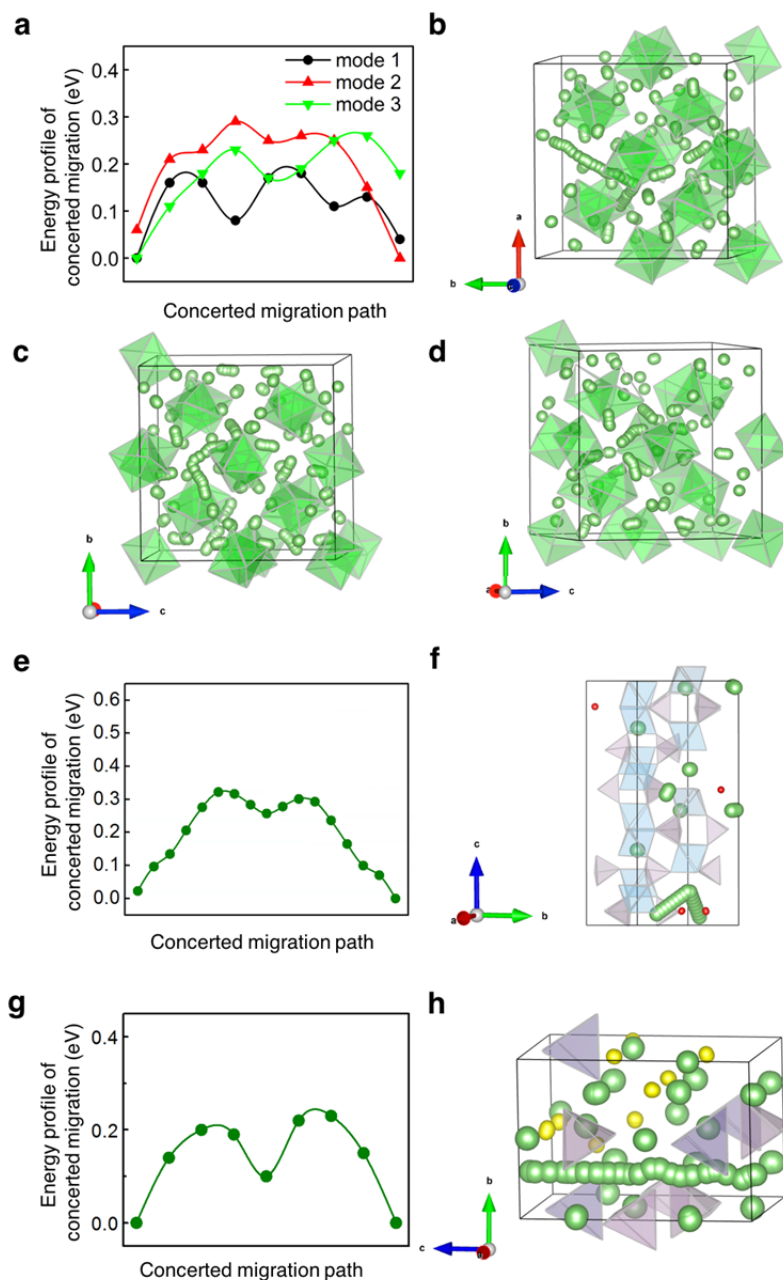 a
Energy profile of
concerted migration (eV)
0.4
0.3
0.2
0.1
0.0
mode 1
mode 2
mode 3
Concerted migration path
b
a
b
c
b
c
d
b
a
c
e
Energy profile of
concerted migration (eV)
0.6
0.5
0.4
0.3
0.2
0.1
0.0
Concerted migration path
f
c
a
b
g
Energy profile of
concerted migration (eV)
0.4
0.2
0.0
Concerted migration path
h
b
c